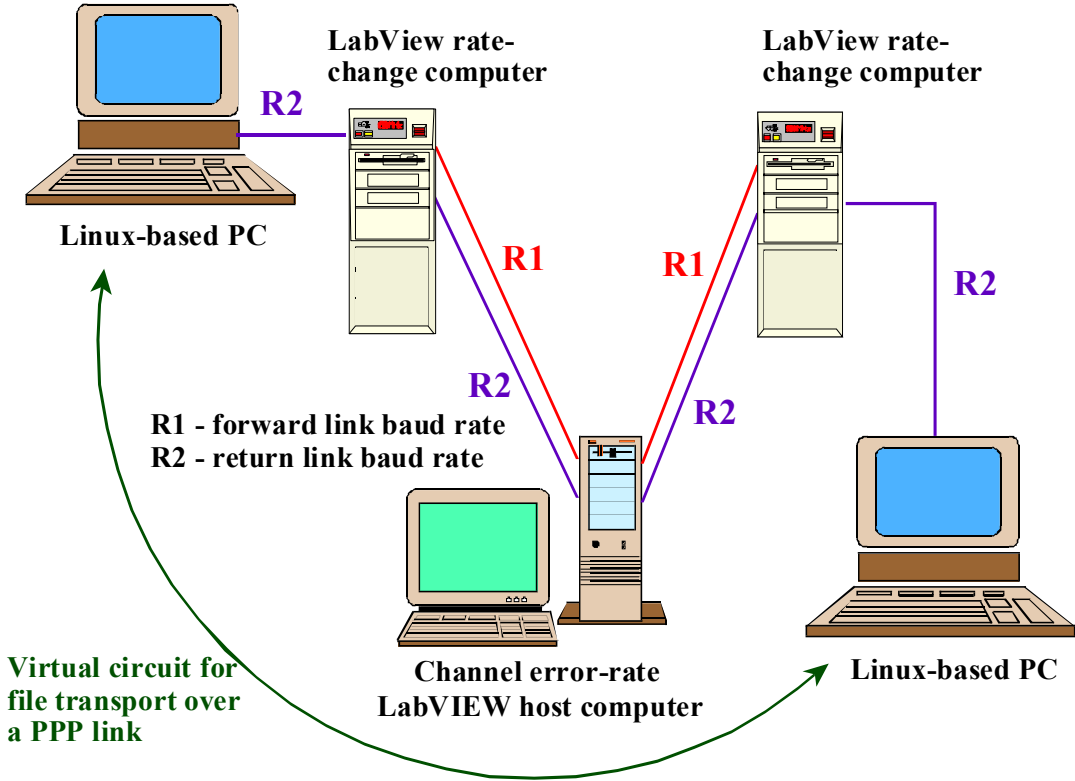 LabView rate-
change computer
LabView rate-
change computer
R2
Linux-based PC
R1
R1
R2
R2
R2
R1 - forward link baud rate
R2 - return link baud rate
Virtual circuit for
file transport over
a PPP link
Channel error-rate
LabVIEW host computer
Linux-based PC